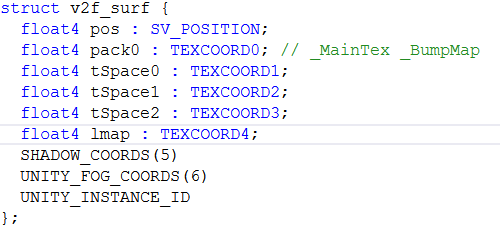 struct v2f_surf {
  float4 pos : SV_POSITION;
  float4 pack0 : TEXCOORD0; // _MainTex _BumpMap
  float4 tSpace0 : TEXCOORD1;
  float4 tSpace1 : TEXCOORD2;
  float4 tSpace2 : TEXCOORD3;
  float4 lmap : TEXCOORD4;
  SHADOW_COORDS(5)
  UNITY_FOG_COORDS(6)
  UNITY_INSTANCE_ID
};